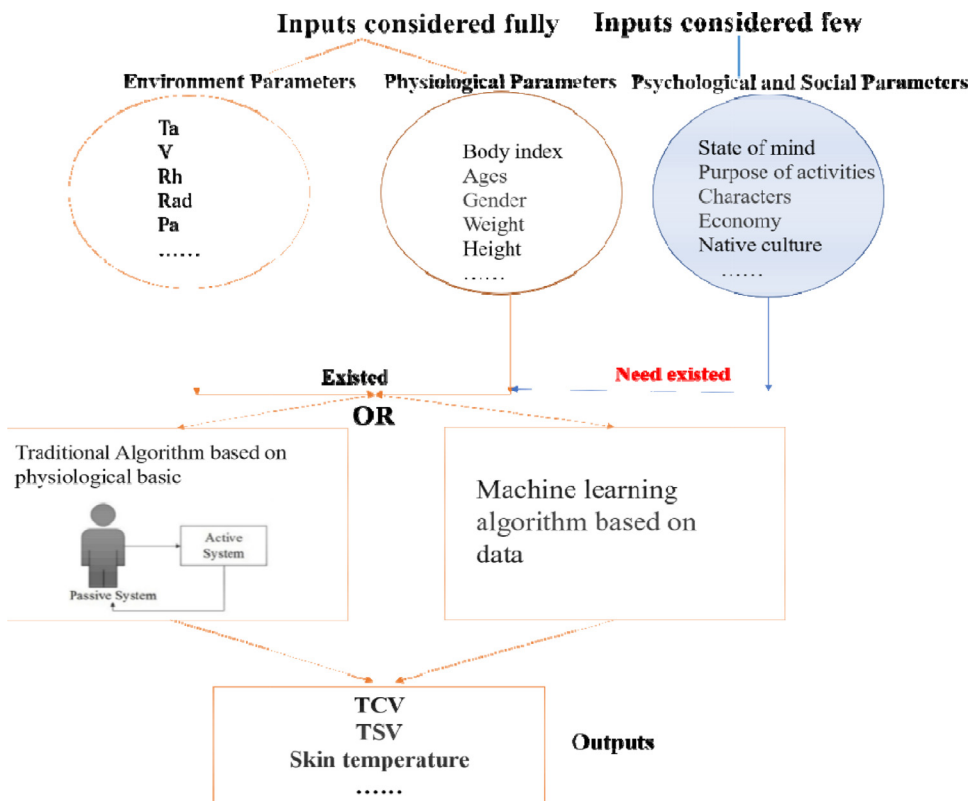 Inputs considered fully
Inputs considered few
Environment Parameters
Physiological Parameters
Psychological and Social Parameters
Ta
V
Rh
Rad
Pa
......
Body index
Ages
Gender
Weight
Height
......
State of mind
Purpose of activities
Characters
Economy
Native culture
......
Existed
Need existed
OR
Traditional Algorithm based on
physiological basic
Active
System
Passive System
Machine learning
algorithm based on
data
TCV
TSV
Skin temperature
......
Outputs